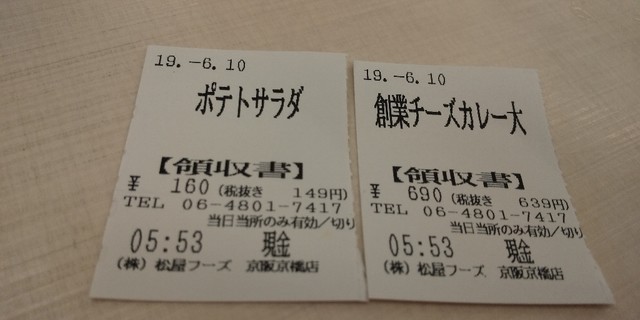 19.-6.10
ポテトサラダ
【領収書】
¥ 160 (税抜き 149円)
TEL 06-4801-7417
当日当所のみ有効/切り
05:53 現金
(株) 松屋フーズ 京阪京橋店
19.-6.10
創業チーズカレー大
【領収書】
¥ 690 (税抜き 639円)
TEL 06-4801-7417
当日当所のみ有効/切り
05:53 現金
(株) 松屋フーズ 京阪京橋店